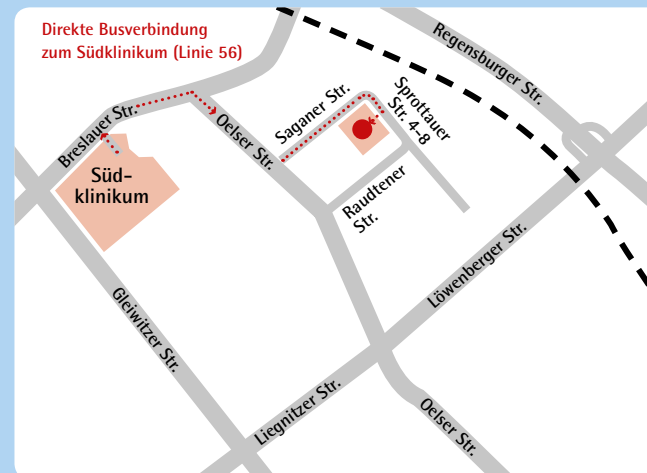 Direkte Busverbindung
zum Südklinikum (Linie 56)
Regensburger Str.
Breslauer Str.
Oelser Str.
Saganer Str.
Sprottauer
Str. 4-8
Süd-
klinikum
Raudtener
Str.
Gleiwitzer Str.
Löwenberger Str.
Liegnitzer Str.
Oelser Str.